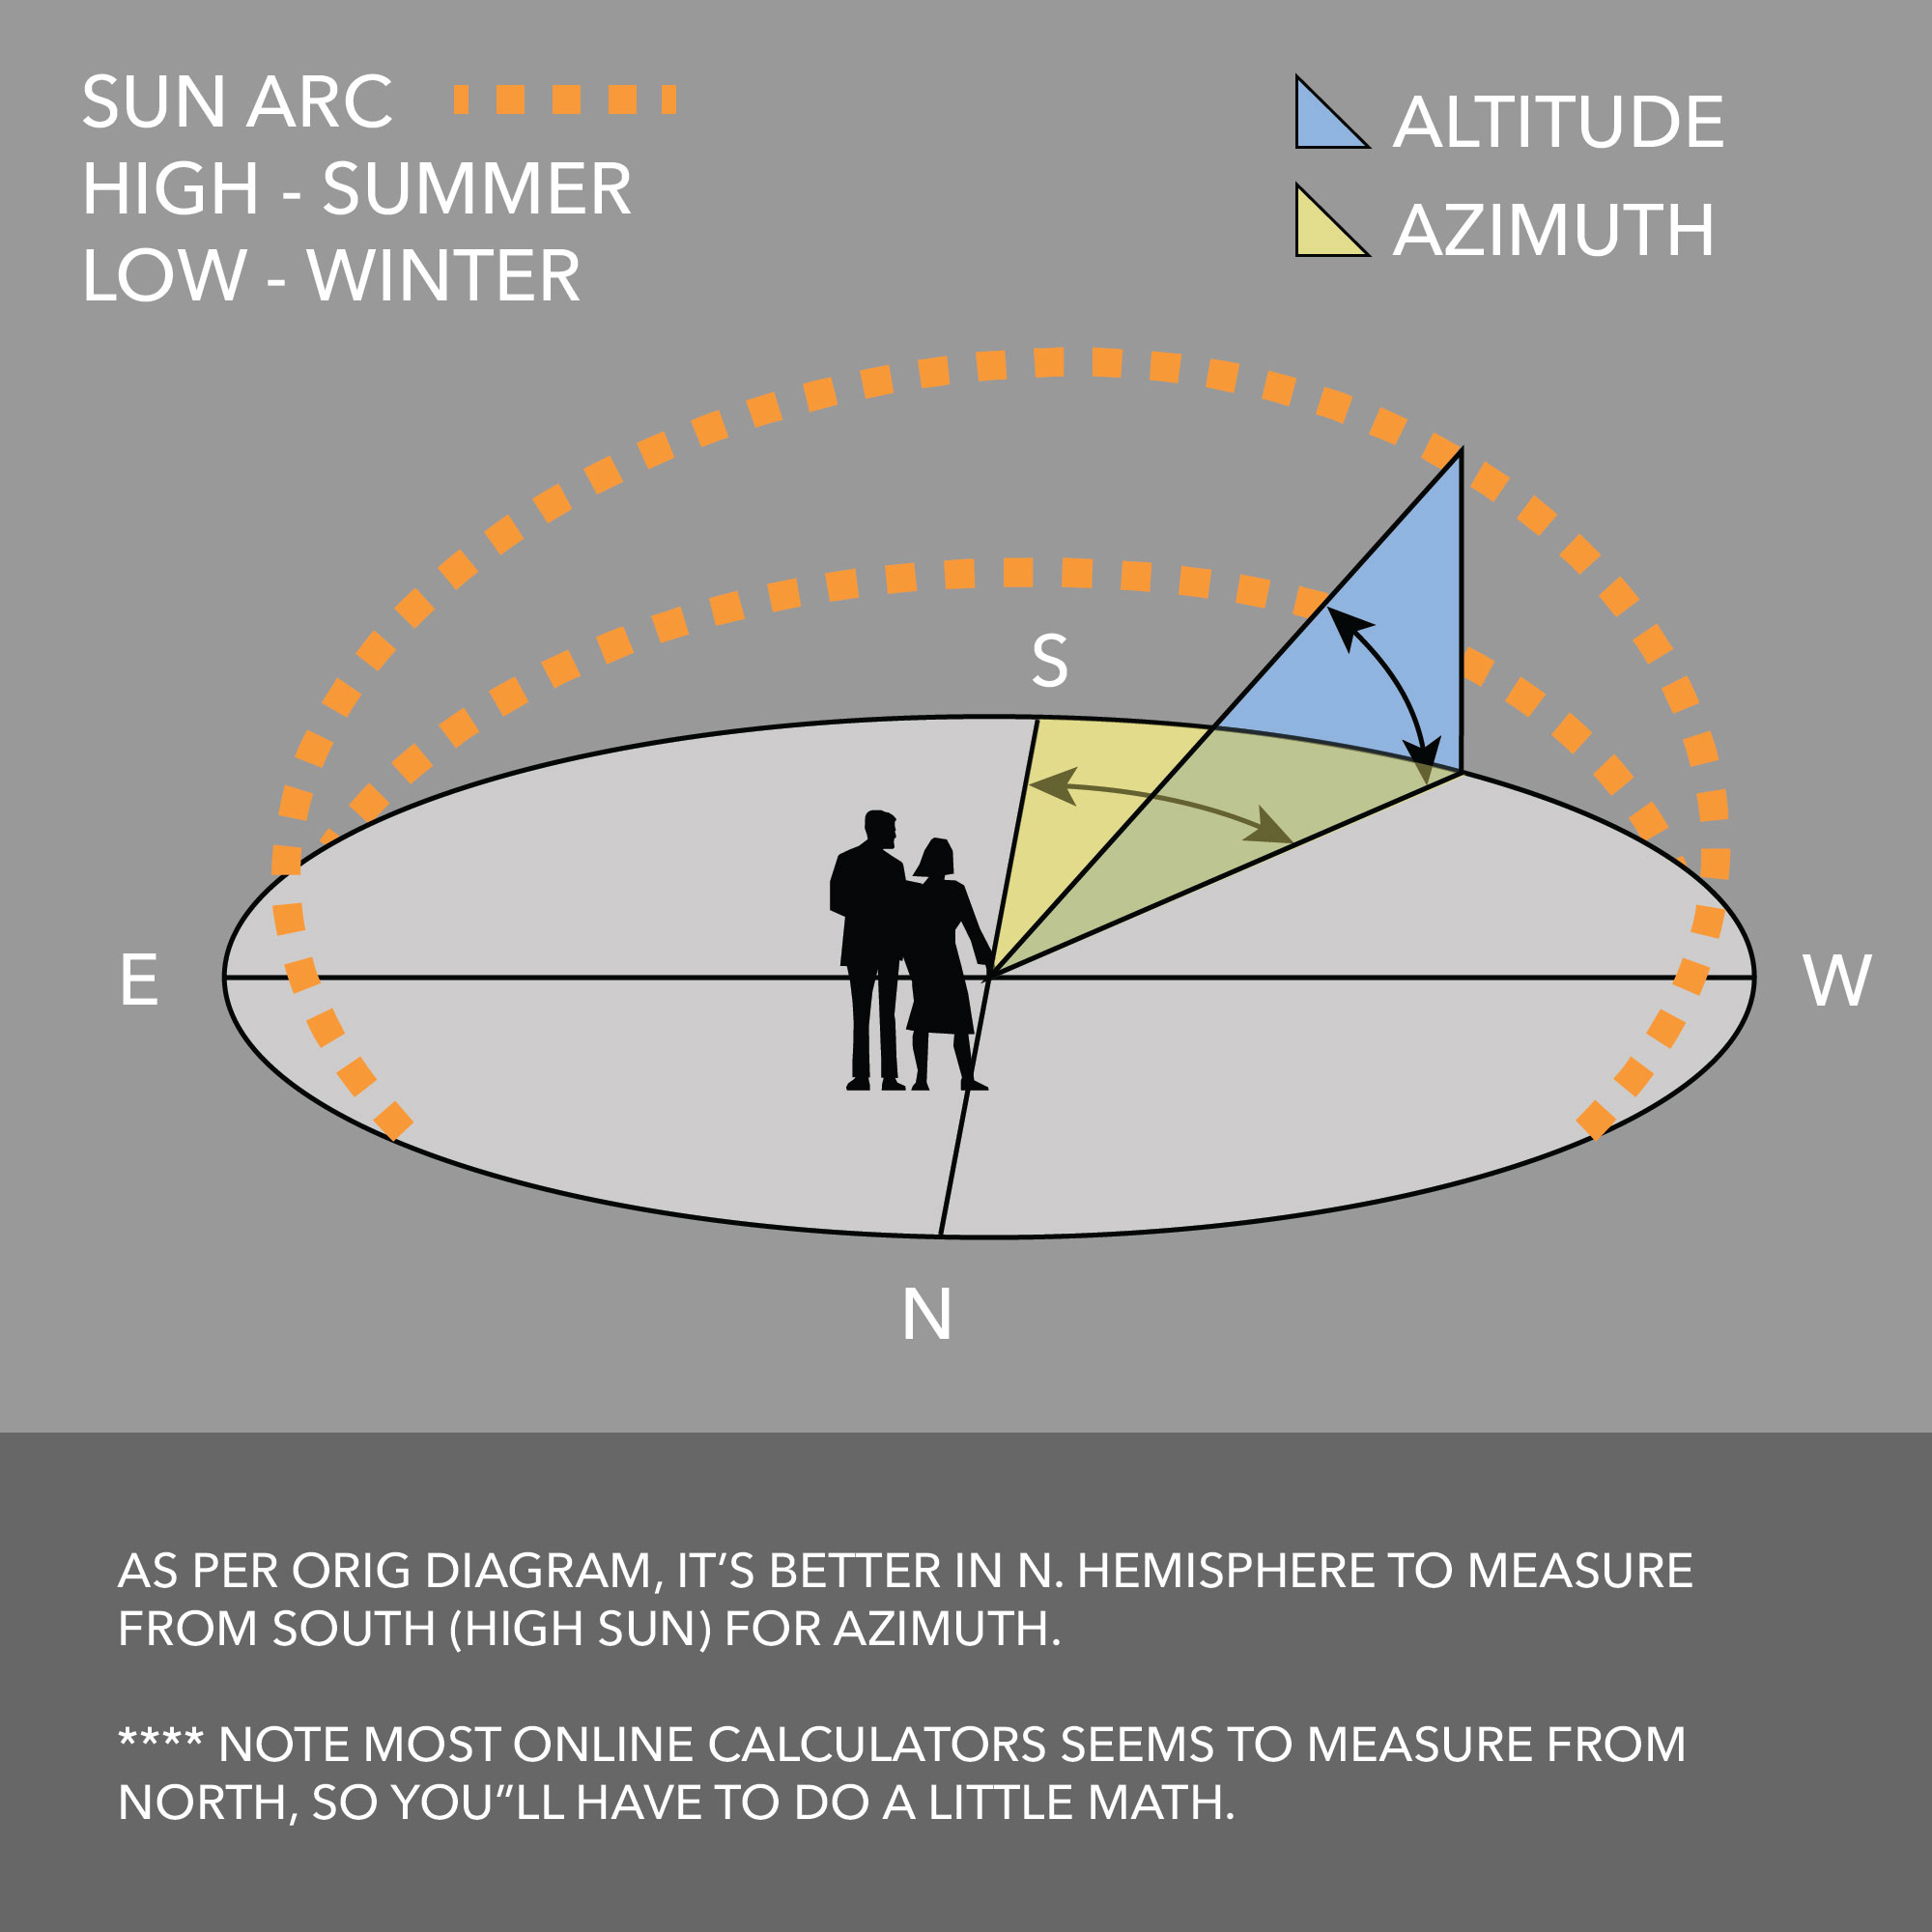 SUN ARC
HIGH - SUMMER
LOW - WINTER
ALTITUDE
AZIMUTH
S
E
W
N
AS PER ORIG DIAGRAM, IT'S BETTER IN N. HEMISPHERE TO MEASURE
FROM SOUTH (HIGH SUN) FOR AZIMUTH.
**** NOTE MOST ONLINE CALCULATORS SEEMS TO MEASURE FROM
NORTH, SO YOU''LL HAVE TO DO A LITTLE MATH.